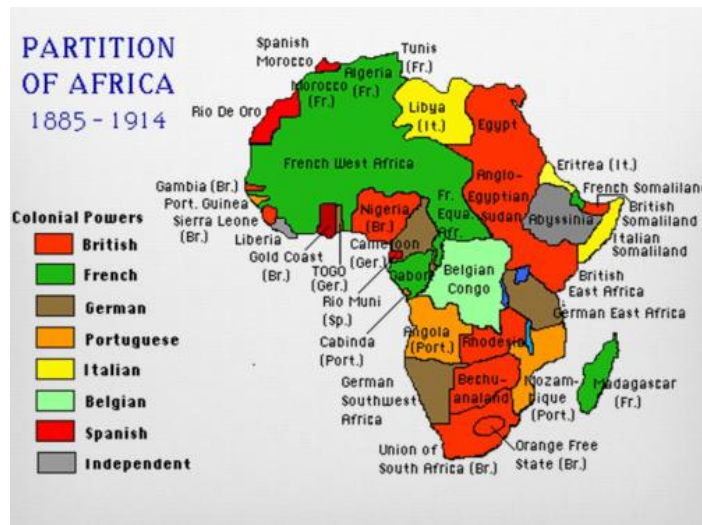 PARTITION
OF AFRICA
1885 - 1914
Spanish
Morocco
Tunis
(Fr.)
Algeria
(Fr.)
Morocco
(Fr.)
Libya
(It.)
Egypt
Rio De Oro
French West Africa
Eritrea (It.)
French Somaliland
British
Somaliland
Italian
Somaliland
Anglo-
Egyptian
Sudan
Abyssinia
Fr.
Equa.
Afr.
Gambia (Br.)
Port. Guinea
Sierra Leone
(Br.)
Liberia
Gold Coast
(Br.)
TOGO
(Ger.)
Nigeria
(Br.)
Cameroon
(Ger.)
Rio Muni
(Sp.)
Gabon
Cabinda
(Port.)
Belgian
Congo
British
East Africa
German East Africa
Angola
(Port.)
Rhodesia
German
Southwest
Africa
Bechu-
analand
Mozam-
bique
(Port.)
Madagascar
(Fr.)
Union of
South Africa (Br.)
Orange Free
State (Br.)
Colonial Powers
British
French
German
Portuguese
Italian
Belgian
Spanish
Independent